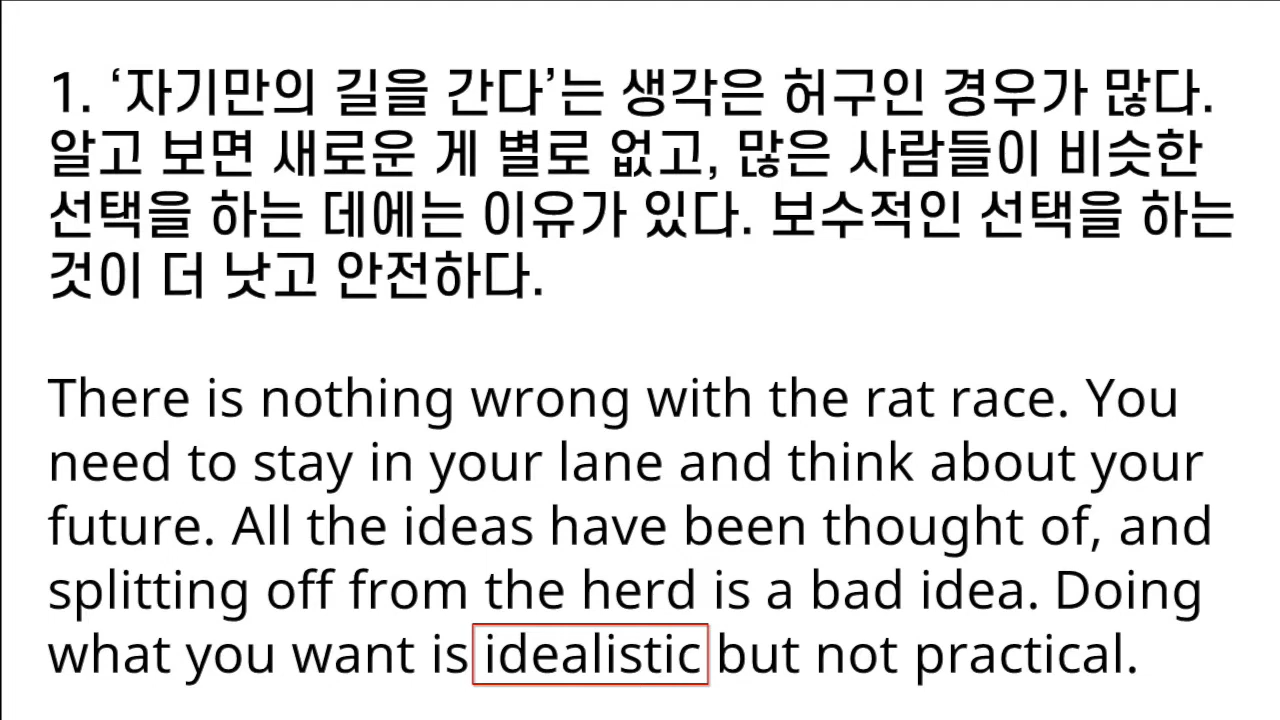 1. ‘자기만의 길을 간다’는 생각은 허구인 경우가 많다.
알고 보면 새로운 게 별로 없고, 많은 사람들이 비슷한
선택을 하는 데에는 이유가 있다. 보수적인 선택을 하는
것이 더 낫고 안전하다.
There is nothing wrong with the rat race. You
need to stay in your lane and think about your
future. All the ideas have been thought of, and
splitting off from the herd is a bad idea. Doing
what you want is idealistic but not practical.